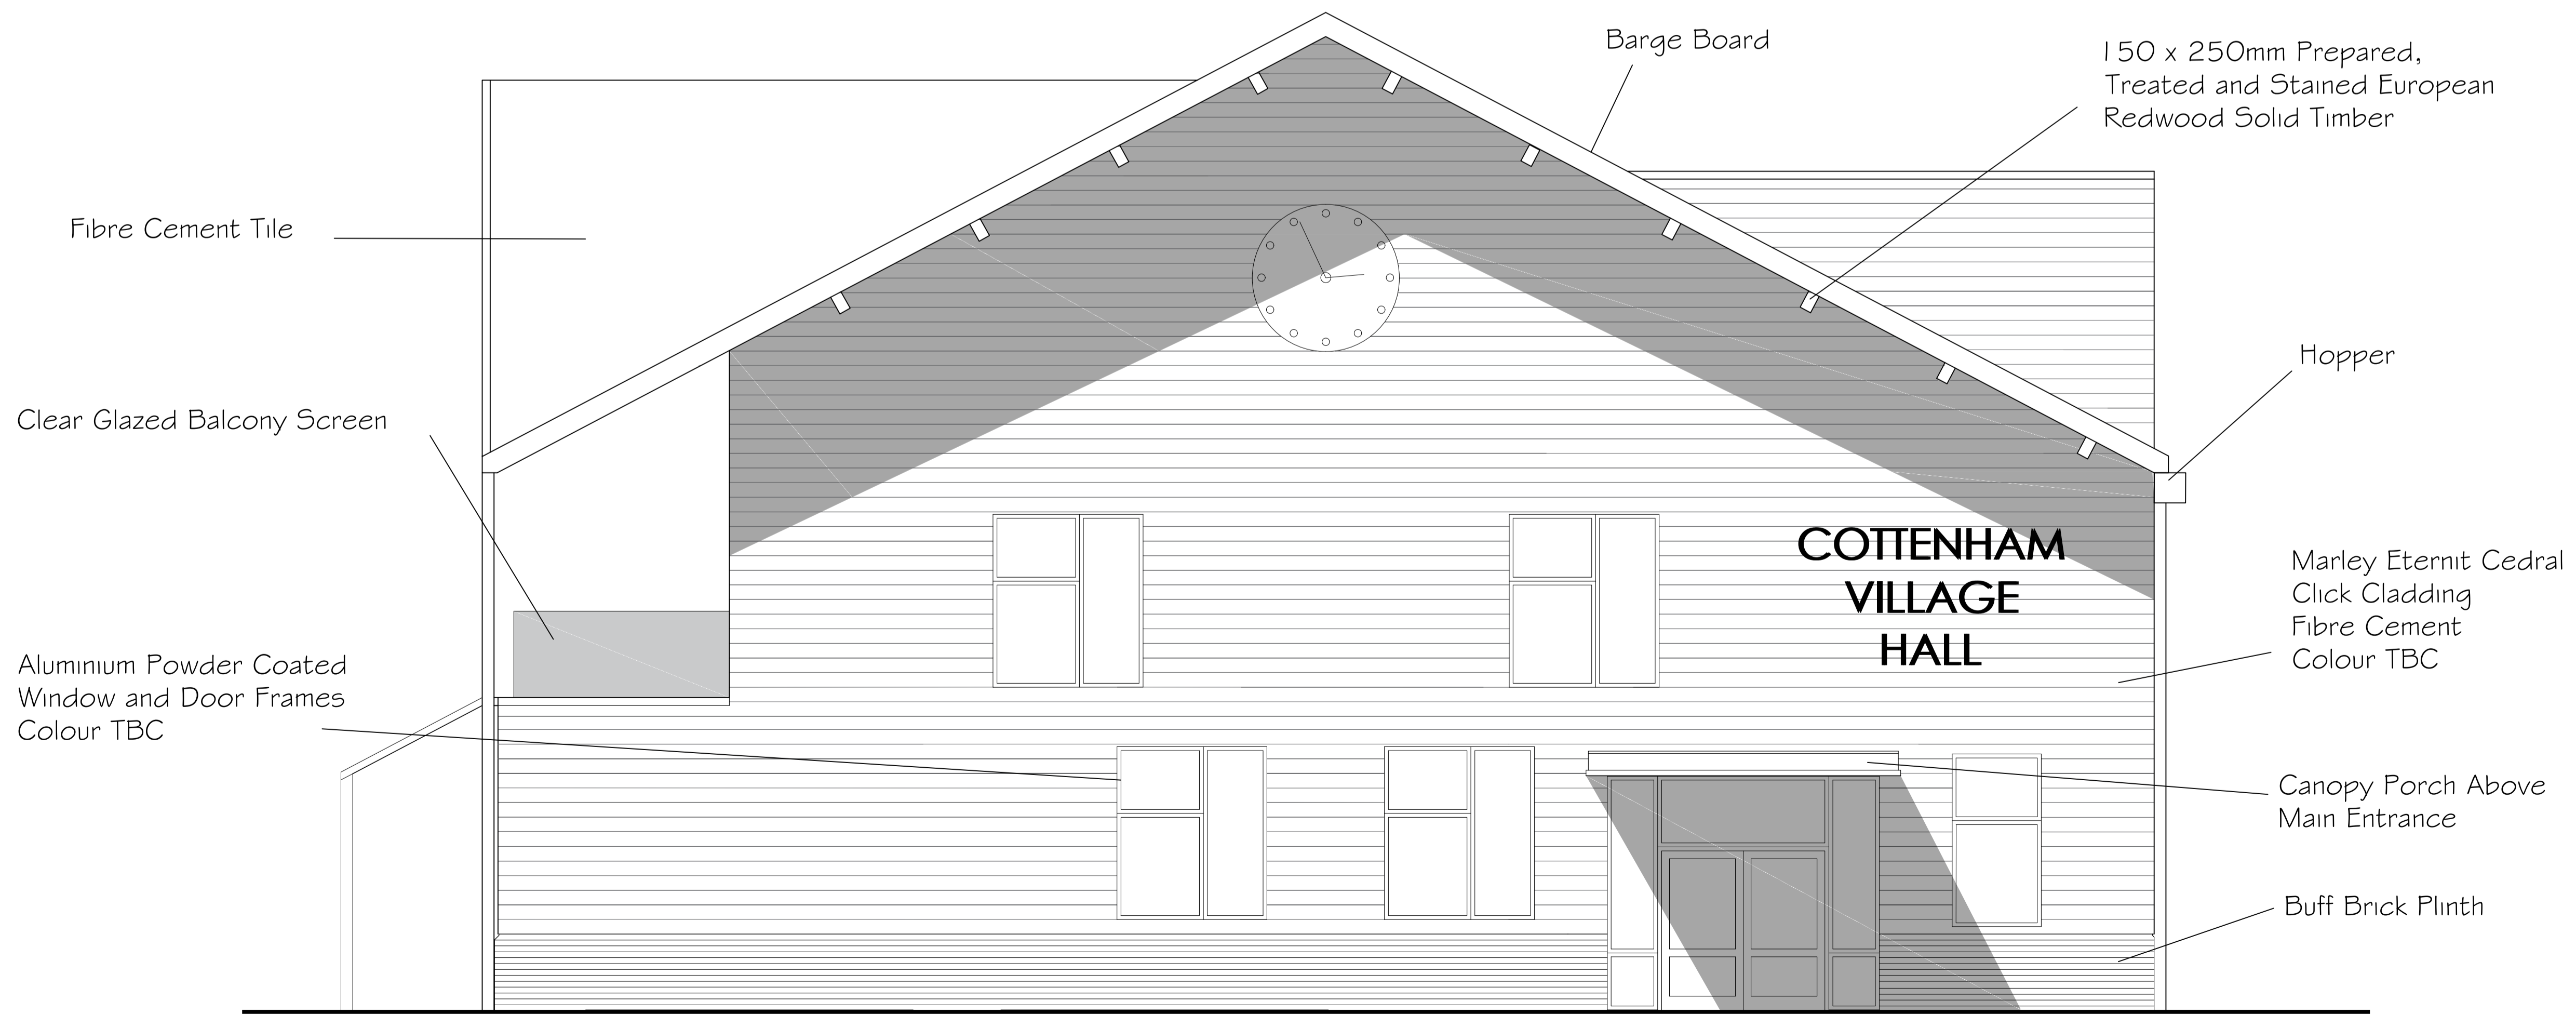 Barge Board
150 x 250mm Prepared,
Treated and Stained European
Redwood Solid Timber
Fibre Cement Tile
Hopper
Clear Glazed Balcony Screen
COTTENHAM
VILLAGE
HALL
Marley Eternit Cedral
Click Cladding
Fibre Cement
Colour TBC
Aluminium Powder Coated
Window and Door Frames
Colour TBC
Canopy Porch Above
Main Entrance
Buff Brick Plinth